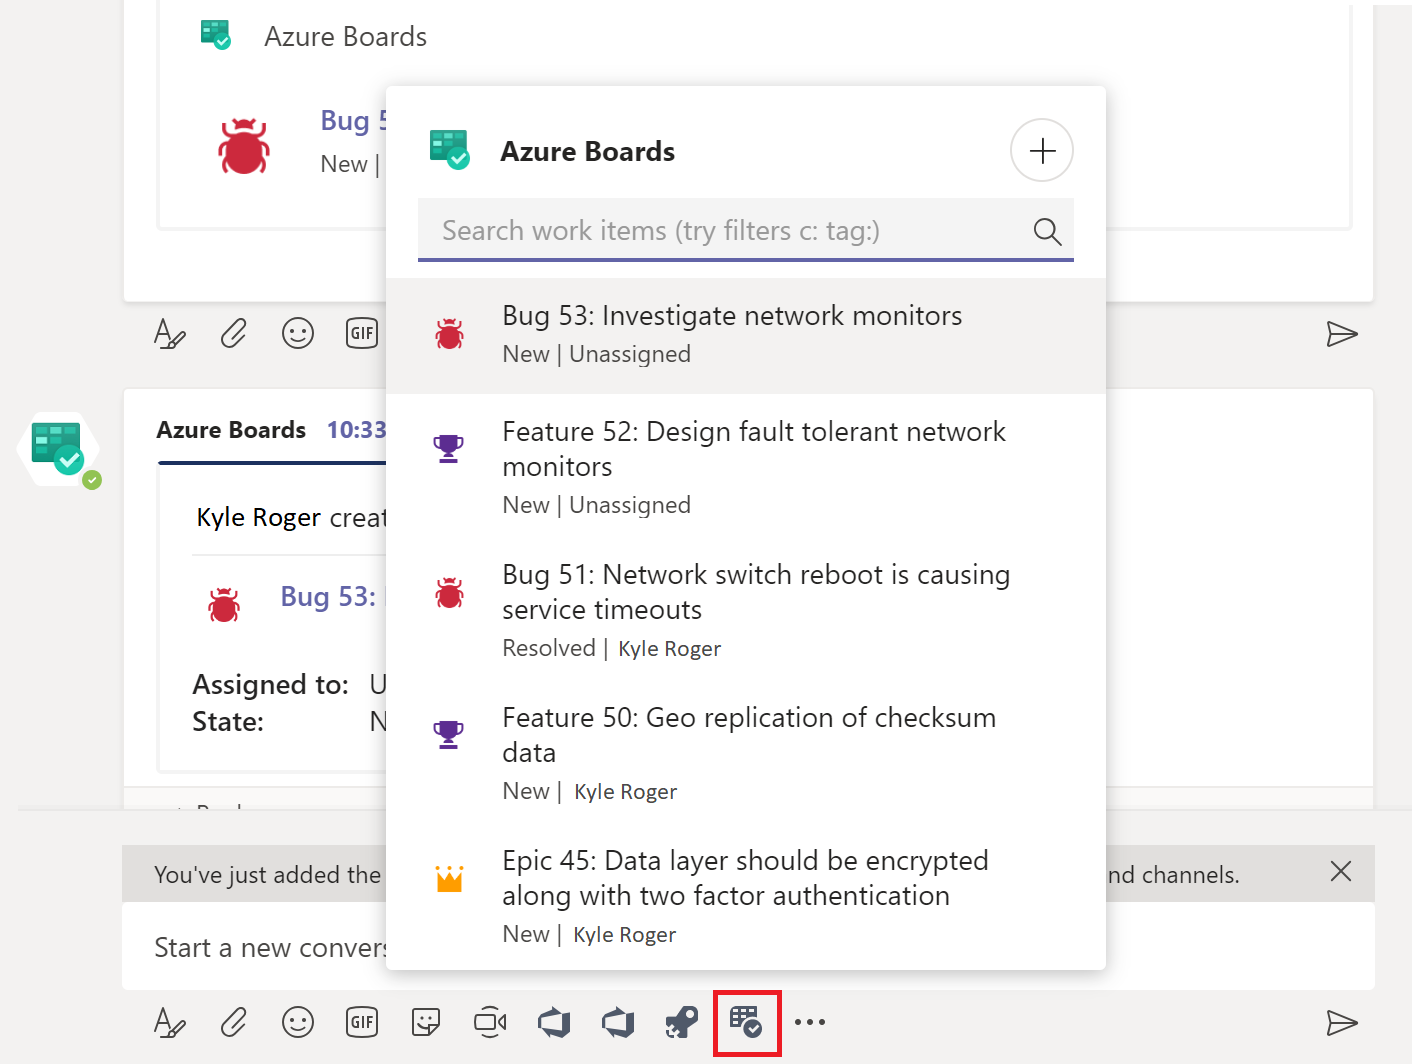 Azure Boards
Bug 5
New |
Azure Boards
Search work items (try filters c: tag:)
Bug 53: Investigate network monitors
New | Unassigned
GIF
Feature 52: Design fault tolerant network
monitors
New | Unassigned
Azure Boards 10:33
Kyle Roger creat
Bug 53:
Assigned to: U
State: N
Bug 51: Network switch reboot is causing
service timeouts
Resolved | Kyle Roger
Feature 50: Geo replication of checksum
data
New | Kyle Roger
Epic 45: Data layer should be encrypted
along with two factor authentication
New | Kyle Roger
You've just added the
nd channels.
Start a new convers
GIF